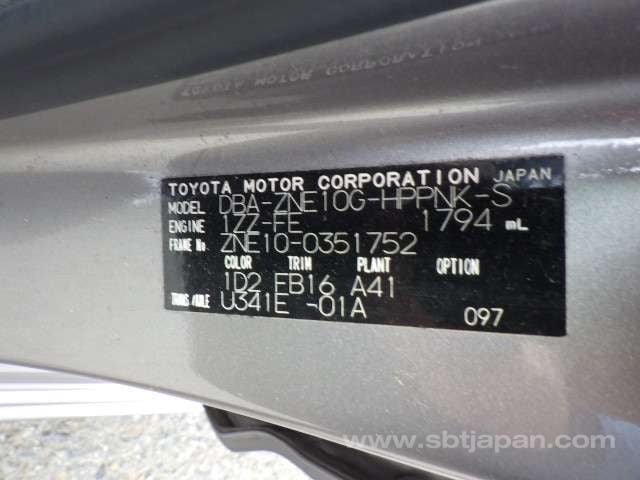 TOYOTA MOTOR CORPORATION JAPAN
MODEL DBA-ZNE10G-HPPNK-S
ENGINE 1ZZ-FE 1794 mL
FRAME No. ZNE10-0351752
COLOR TRIM PLANT OPTION
1D2 FB16 A41
TRANS/AXLE U341E -01A 097
www.sbtjapan.com